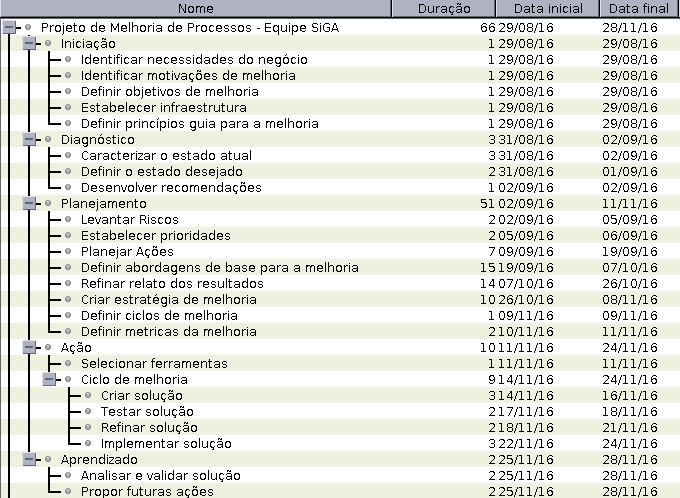 Nome Duração Data inicial Data final
Projeto de Melhoria de Processos - Equipe SiGA 66 29/08/16 28/11/16
Iniciação 1 29/08/16 29/08/16
Identificar necessidades do negócio 1 29/08/16 29/08/16
Identificar motivações de melhoria 1 29/08/16 29/08/16
Definir objetivos de melhoria 1 29/08/16 29/08/16
Estabelecer infraestrutura 1 29/08/16 29/08/16
Definir princípios guia para a melhoria 1 29/08/16 29/08/16
Diagnóstico 3 31/08/16 02/09/16
Caracterizar o estado atual 3 31/08/16 02/09/16
Definir o estado desejado 2 31/08/16 01/09/16
Desenvolver recomendações 1 02/09/16 02/09/16
Planejamento 51 02/09/16 11/11/16
Levantar Riscos 2 02/09/16 05/09/16
Estabelecer prioridades 2 05/09/16 06/09/16
Planejar Ações 7 09/09/16 19/09/16
Definir abordagens de base para a melhoria 15 19/09/16 07/10/16
Refinar relato dos resultados 14 07/10/16 26/10/16
Criar estratégia de melhoria 10 26/10/16 08/11/16
Definir ciclos de melhoria 1 09/11/16 09/11/16
Definir metricas da melhoria 2 10/11/16 11/11/16
Ação 10 11/11/16 24/11/16
Selecionar ferramentas 1 11/11/16 11/11/16
Ciclo de melhoria 9 14/11/16 24/11/16
Criar solução 3 14/11/16 16/11/16
Testar solução 2 17/11/16 18/11/16
Refinar solução 2 18/11/16 21/11/16
Implementar solução 3 22/11/16 24/11/16
Aprendizado 2 25/11/16 28/11/16
Analisar e validar solução 2 25/11/16 28/11/16
Propor futuras ações 2 25/11/16 28/11/16